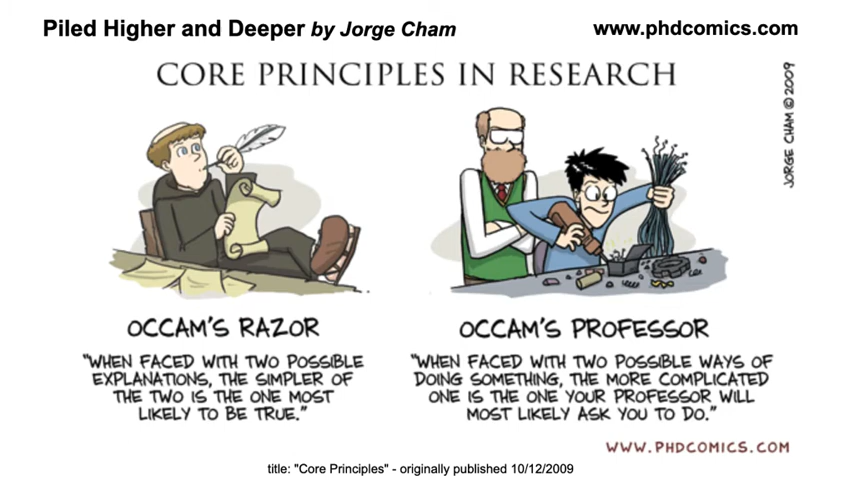 Piled Higher and Deeper by Jorge Cham
www.phdcomics.com
CORE PRINCIPLES IN RESEARCH
JORGE CHAM © 2009
OCCAM'S RAZOR
"WHEN FACED WITH TWO POSSIBLE
EXPLANATIONS, THE SIMPLER OF
THE TWO IS THE ONE MOST
LIKELY TO BE TRUE."
OCCAM'S PROFESSOR
"WHEN FACED WITH TWO POSSIBLE WAYS OF
DOING SOMETHING, THE MORE COMPLICATED
ONE IS THE ONE YOUR PROFESSOR WILL
MOST LIKELY ASK YOU TO DO."
WWW.PHDCOMICS.COM
title: "Core Principles" - originally published 10/12/2009